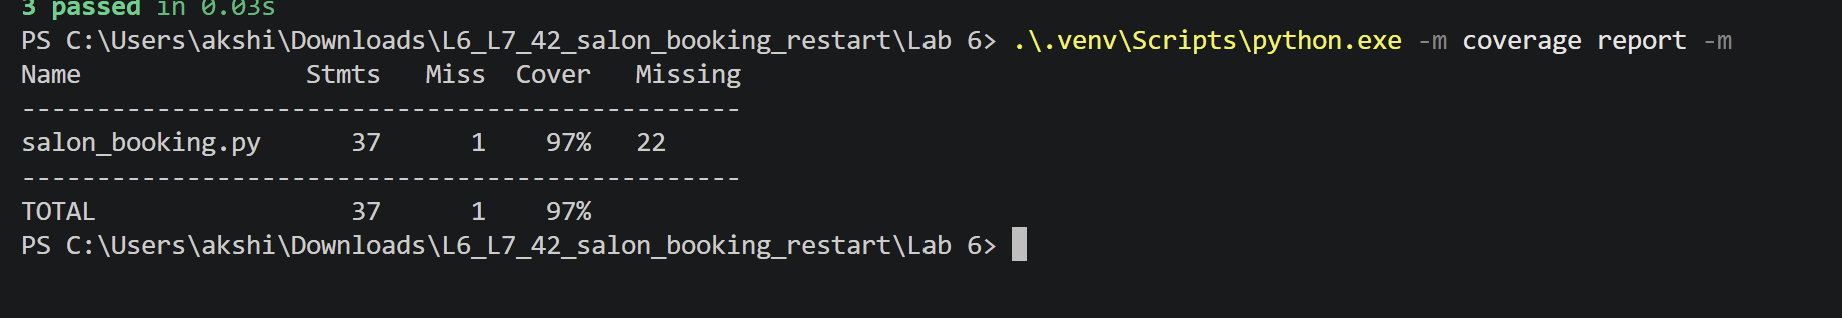 3 passed in 0.03s
PS C:\Users\akshi\Downloads\L6_L7_42_salon_booking_restart\Lab 6> .\.venv\Scripts\python.exe -m coverage report -m
Name               Stmts   Miss  Cover   Missing
------------------------------------------------
salon_booking.py      37      1    97%   22
------------------------------------------------
TOTAL                 37      1    97%
PS C:\Users\akshi\Downloads\L6_L7_42_salon_booking_restart\Lab 6>